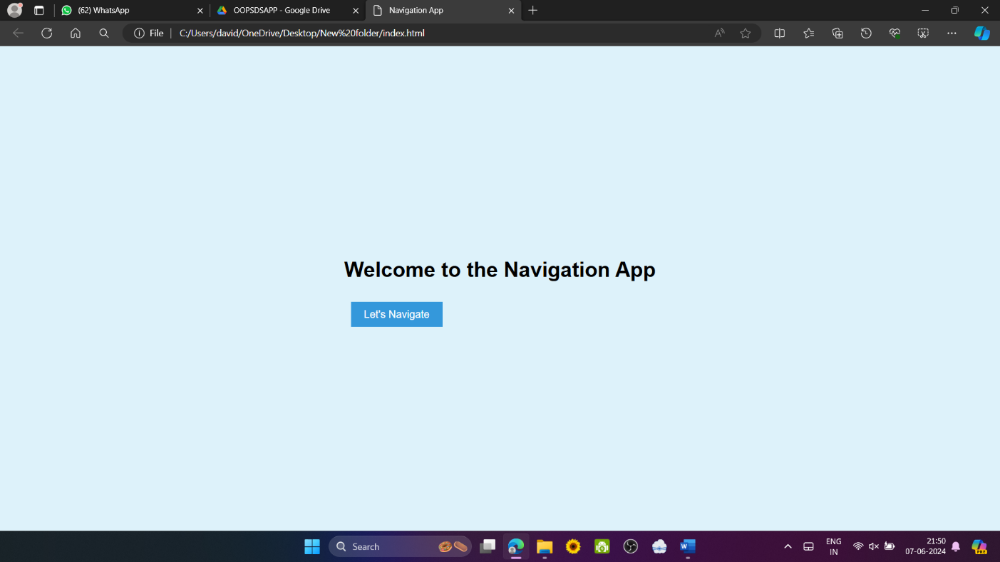 (62) WhatsApp
OOPSDSAPP - Google Drive
Navigation App
File
C:/Users/david/OneDrive/Desktop/New%20folder/index.html
Welcome to the Navigation App
Let's Navigate
Search
ENG
IN
21:50
07-06-2024
PRE